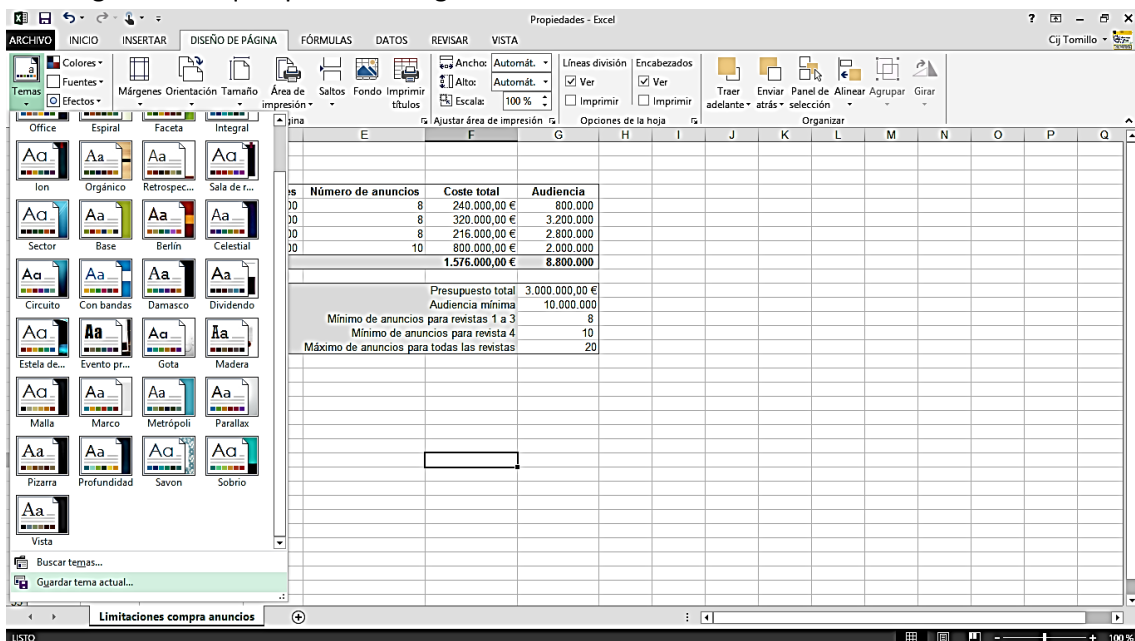 Propiedades - Excel
ARCHIVO INICIO INSERTAR DISEÑO DE PÁGINA FÓRMULAS DATOS REVISAR VISTA Cij Tomillo
Temas
Colores
Fuentes
Efectos
Márgenes Orientación Tamaño Área de impresión Saltos Fondo Imprimir títulos
Ancho: Automát.
Alto: Automát.
Escala: 100 %
Ajustar área de impresión
Líneas división Encabezados
Ver Ver
Imprimir Imprimir
Opciones de la hoja
Traer adelante Enviar atrás Panel de selección Alinear Agrupar Girar
Organizar
E F G H I J K L M N O P Q
Office Espiral Faceta Integral
Ion Orgánico Retrospec... Sala de r...
Sector Base Berlín Celestial
Circuito Con bandas Damasco Dividendo
Estela de... Evento pr... Gota Madera
Malla Marco Metrópoli Parallax
Pizarra Profundidad Savon Sobrio
Vista
Buscar temas...
Guardar tema actual...
Número de anuncios Coste total Audiencia
8 240.000,00 € 800.000
8 320.000,00 € 3.200.000
8 216.000,00 € 2.800.000
10 800.000,00 € 2.000.000
1.576.000,00 € 8.800.000
Presupuesto total 3.000.000,00 €
Audiencia mínima 10.000.000
Mínimo de anuncios para revistas 1 a 3 8
Mínimo de anuncios para revista 4 10
Máximo de anuncios para todas las revistas 20
Limitaciones compra anuncios
LISTO 100 %